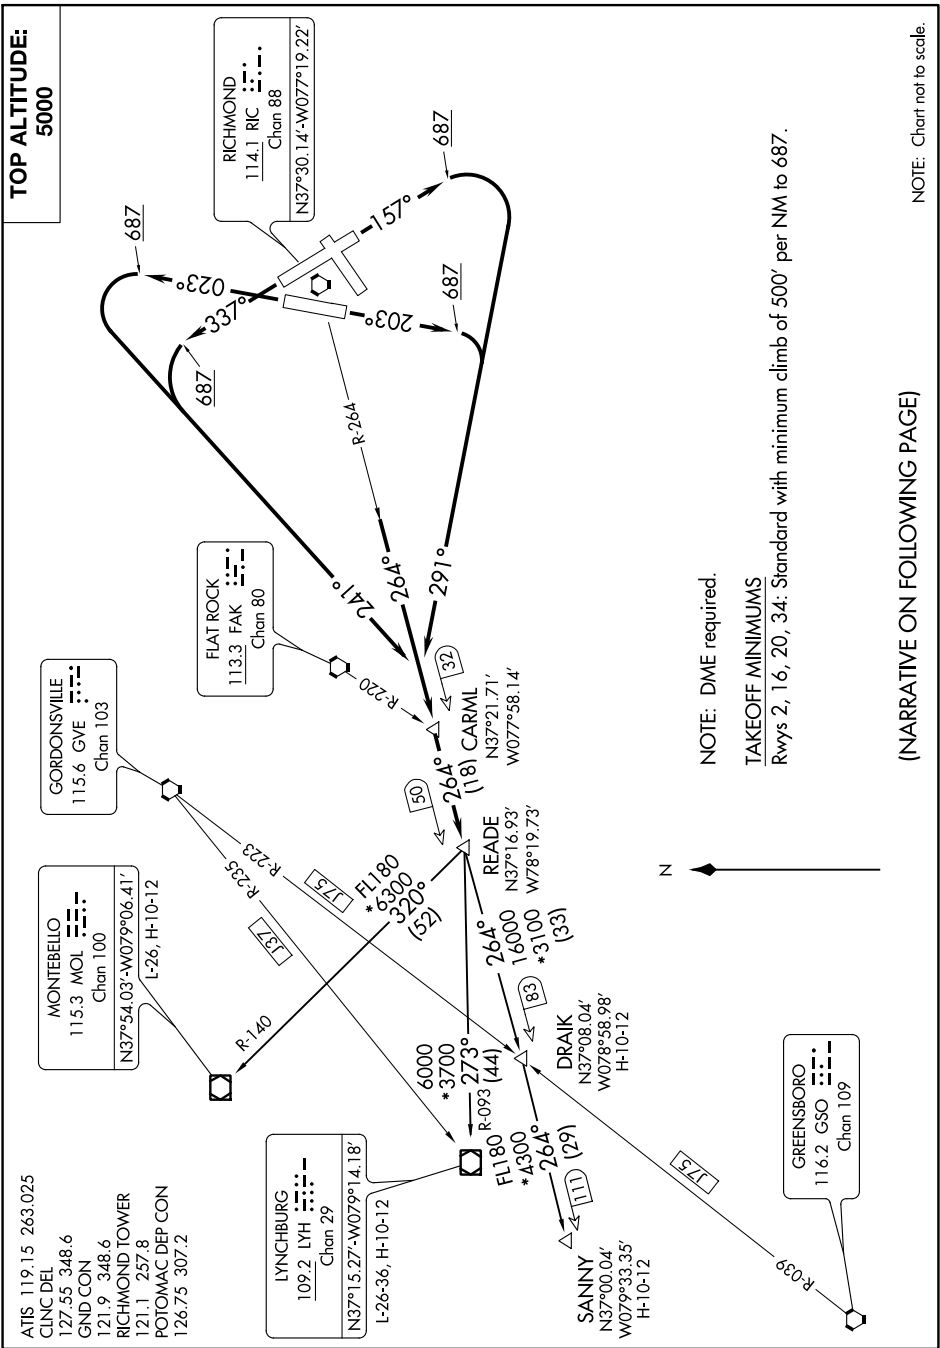 TOP ALTITUDE:
5000
ATIS 119.15 263.025
CLNC DEL
127.55 348.6
GND CON
121.9 348.6
RICHMOND TOWER
121.1 257.8
POTOMAC DEP CON
126.75 307.2
MONTEBELLO
115.3 MOL
Chan 100
N37°54.03'-W079°06.41'
L-26, H-10-12
GORDONSVILLE
115.6 GVE
Chan 103
FLAT ROCK
113.3 FAK
Chan 80
RICHMOND
114.1 RIC
Chan 88
N37°30.14'-W077°19.22'
LYNCHBURG
109.2 LYH
Chan 29
N37°15.27'-W079°14.18'
L-26-36, H-10-12
GREENSBORO
116.2 GSO
Chan 109
687
687
687
687
023°
337°
203°
157°
R-264
241°
264°
291°
R-220
32
CARML
N37°21.71'
W077°58.14'
264°
(18)
50
READE
N37°16.93'
W78°19.73'
R-235
R-223
J37
J75
FL180
*6300
320°
(52)
R-140
6000
*3700
273°
(44)
R-093
264°
16000
*3100
(33)
83
DRAIK
N37°08.04'
W078°58.98'
H-10-12
FL180
*4300
264°
(29)
111
SANNY
N37°00.04'
W079°33.35'
H-10-12
J75
R-039
N
NOTE: DME required.
TAKEOFF MINIMUMS
Rwys 2, 16, 20, 34: Standard with minimum climb of 500' per NM to 687.
(NARRATIVE ON FOLLOWING PAGE)
NOTE: Chart not to scale.